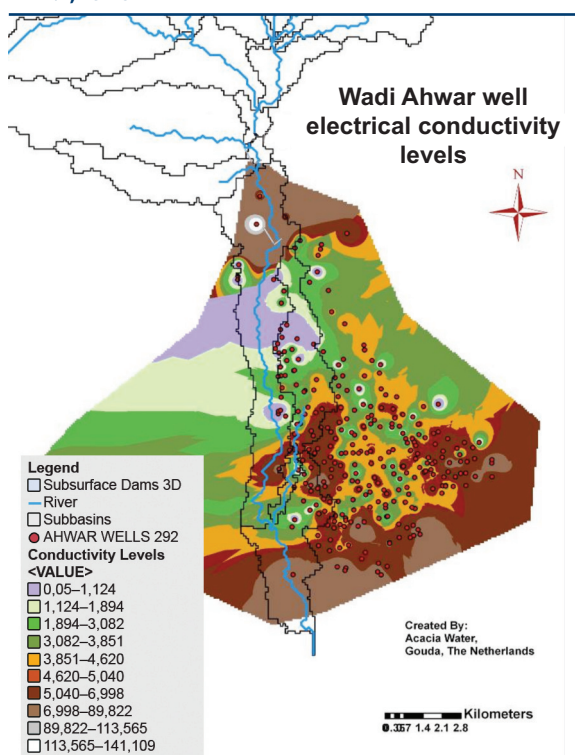 Wadi Ahwar well
electrical conductivity
levels
N
Legend
Subsurface Dams 3D
River
Subbasins
AHWAR WELLS 292
Conductivity Levels
<VALUE>
0,05–1,124
1,124–1,894
1,894–3,082
3,082–3,851
3,851–4,620
4,620–5,040
5,040–6,998
6,998–89,822
89,822–113,565
113,565–141,109
Created By:
Acacia Water,
Gouda, The Netherlands
Kilometers
1.4 2.1 2.8